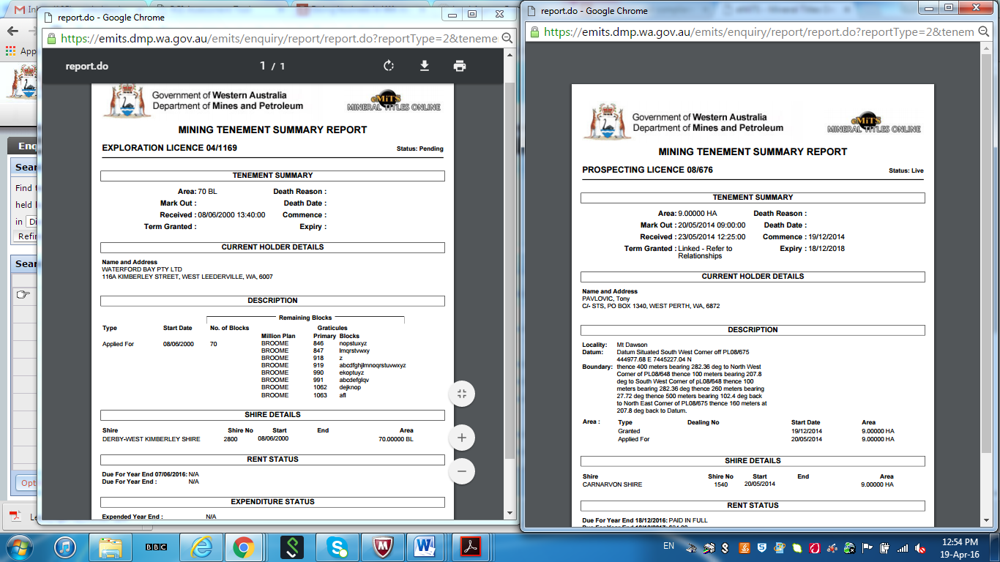 report.do - Google Chrome
https://emits.dmp.wa.gov.au/emits/enquiry/report/report.do?reportType=2&teneme
report.do
1 / 1
Government of Western Australia
Department of Mines and Petroleum
eMiTS
MINERAL TITLES ONLINE
MINING TENEMENT SUMMARY REPORT
EXPLORATION LICENCE 04/1169 Status: Pending
TENEMENT SUMMARY
Area: 70 BL Death Reason :
Mark Out : Death Date :
Received : 08/06/2000 13:40:00 Commence :
Term Granted : Expiry :
CURRENT HOLDER DETAILS
Name and Address
WATERFORD BAY PTY LTD
116A KIMBERLEY STREET, WEST LEEDERVILLE, WA, 6007
DESCRIPTION
Remaining Blocks
Type Start Date No. of Blocks Graticules
Million Plan Primary Blocks
Applied For 08/06/2000 70 BROOME 846 nopstuxyz
BROOME 847 lmqrstvwxy
BROOME 918 z
BROOME 919 abcdfghjlmnoqrstuvwxyz
BROOME 990 ekoptuyz
BROOME 991 abcdefglqv
BROOME 1062 dejknop
BROOME 1063 afl
SHIRE DETAILS
Shire Shire No Start End Area
DERBY-WEST KIMBERLEY SHIRE 2800 08/06/2000 70.00000 BL
RENT STATUS
Due For Year End 07/06/2016: N/A
Due For Year End : N/A
EXPENDITURE STATUS
Expended Year End : N/A
report.do - Google Chrome
https://emits.dmp.wa.gov.au/emits/enquiry/report/report.do?reportType=2&tenem
Government of Western Australia
Department of Mines and Petroleum
eMiTS
MINERAL TITLES ONLINE
MINING TENEMENT SUMMARY REPORT
PROSPECTING LICENCE 08/676 Status: Live
TENEMENT SUMMARY
Area: 9.00000 HA Death Reason :
Mark Out : 20/05/2014 09:00:00 Death Date :
Received : 23/05/2014 12:25:00 Commence : 19/12/2014
Term Granted : Linked - Refer to Expiry : 18/12/2018
Relationships
CURRENT HOLDER DETAILS
Name and Address
PAVLOVIC, Tony
C/- STS, PO BOX 1340, WEST PERTH, WA, 6872
DESCRIPTION
Locality: Mt Dawson
Datum: Datum Situated South West Corner off PL08/675
444977.68 E 7445227.04 N
Boundary: thence 400 meters bearing 282.36 deg to North West
Corner of PL08/648 thence 100 meters bearing 207.8
deg to South West Corner of pL08/648 thence 100
meters bearing 282.36 deg thence 260 meters bearing
27.72 deg thence 500 meters bearing 102.4 deg back
to North East Corner of PL08/675 thence 160 meters at
207.8 deg back to Datum.
Area : Type Dealing No Start Date Area
Granted 19/12/2014 9.00000 HA
Applied For 20/05/2014 9.00000 HA
SHIRE DETAILS
Shire Shire No Start End Area
CARNARVON SHIRE 1540 20/05/2014 9.00000 HA
RENT STATUS
Due For Year End 18/12/2016: PAID IN FULL
App
Enq
Sear
Find t
held
in Di
Refin
Sear
Opt
Le
BBC
EN
12:54 PM
19-Apr-16